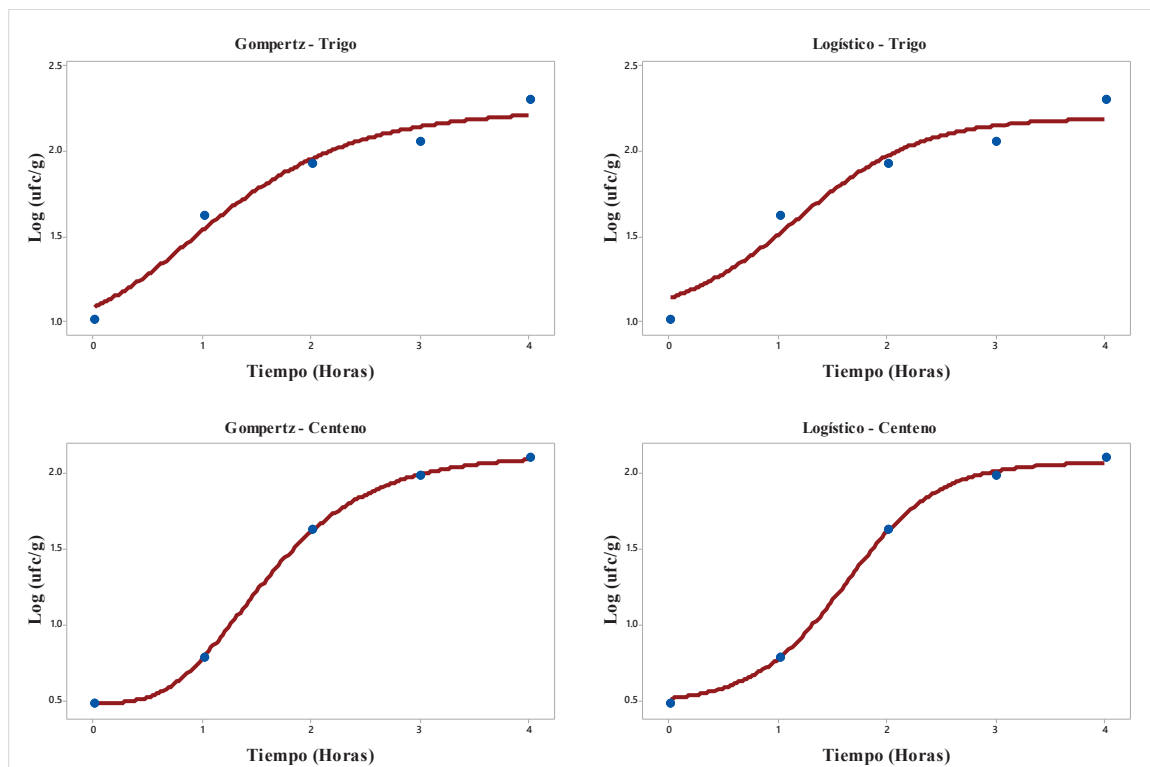 Gompertz - Trigo
Log (ufc/g)
2.5
2.0
1.5
1.0
0 1 2 3 4
Tiempo (Horas)
Logístico - Trigo
Log (ufc/g)
2.5
2.0
1.5
1.0
0 1 2 3 4
Tiempo (Horas)
Gompertz - Centeno
Log (ufc/g)
2.0
1.5
1.0
0.5
0 1 2 3 4
Tiempo (Horas)
Logístico - Centeno
Log (ufc/g)
2.0
1.5
1.0
0.5
0 1 2 3 4
Tiempo (Horas)